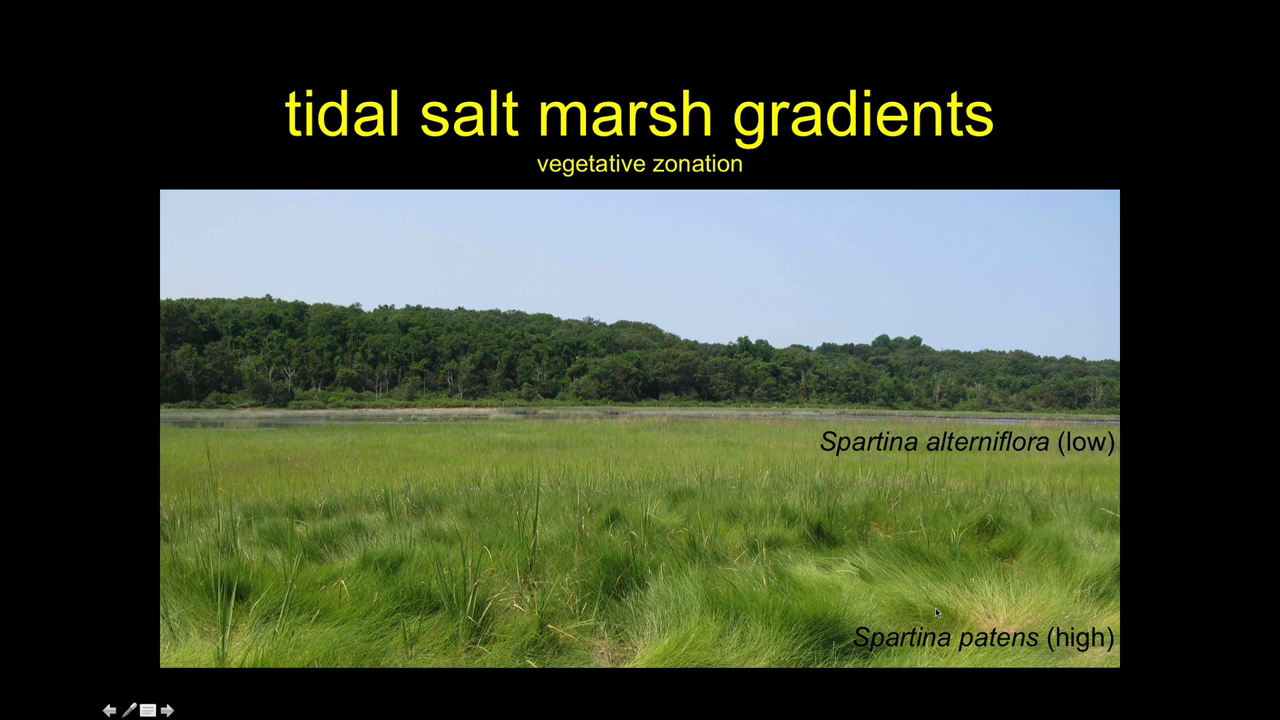 tidal salt marsh gradients
vegetative zonation
Spartina alterniflora (low)
Spartina patens (high)